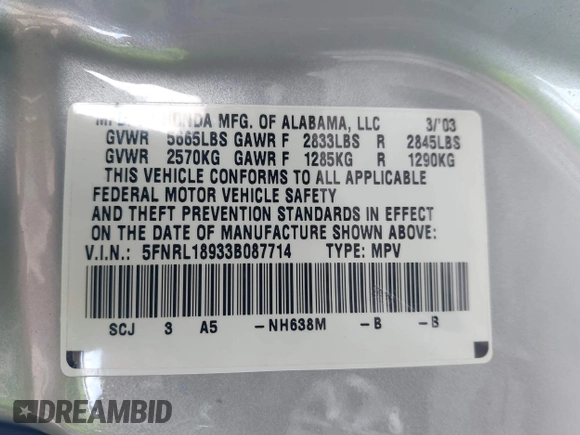 HONDA MFG. OF ALABAMA, LLC 3/'03
GVWR 5665LBS GAWR F 2833LBS R 2845LBS
GVWR 2570KG GAWR F 1285KG R 1290KG
THIS VEHICLE CONFORMS TO ALL APPLICABLE
FEDERAL MOTOR VEHICLE SAFETY
AND THEFT PREVENTION STANDARDS IN EFFECT
ON THE DATE OF MANUFACTURE SHOWN ABOVE.
V.I.N.: 5FNRL18933B087714 TYPE: MPV
SCJ 3 A5 -NH638M -B -B
DREAMBID